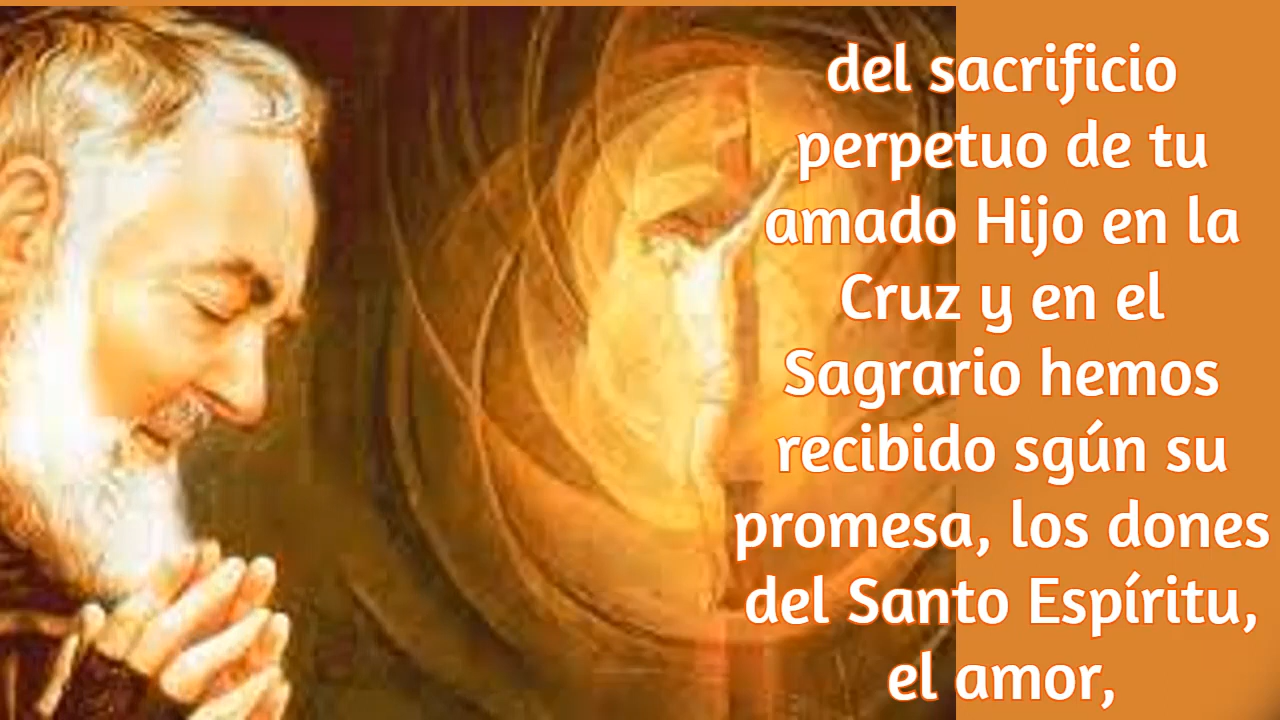 del sacrificio
perpetuo de tu
amado Hijo en la
Cruz y en el
Sagrario hemos
recibido sgún su
promesa, los dones
del Santo Espíritu,
el amor,